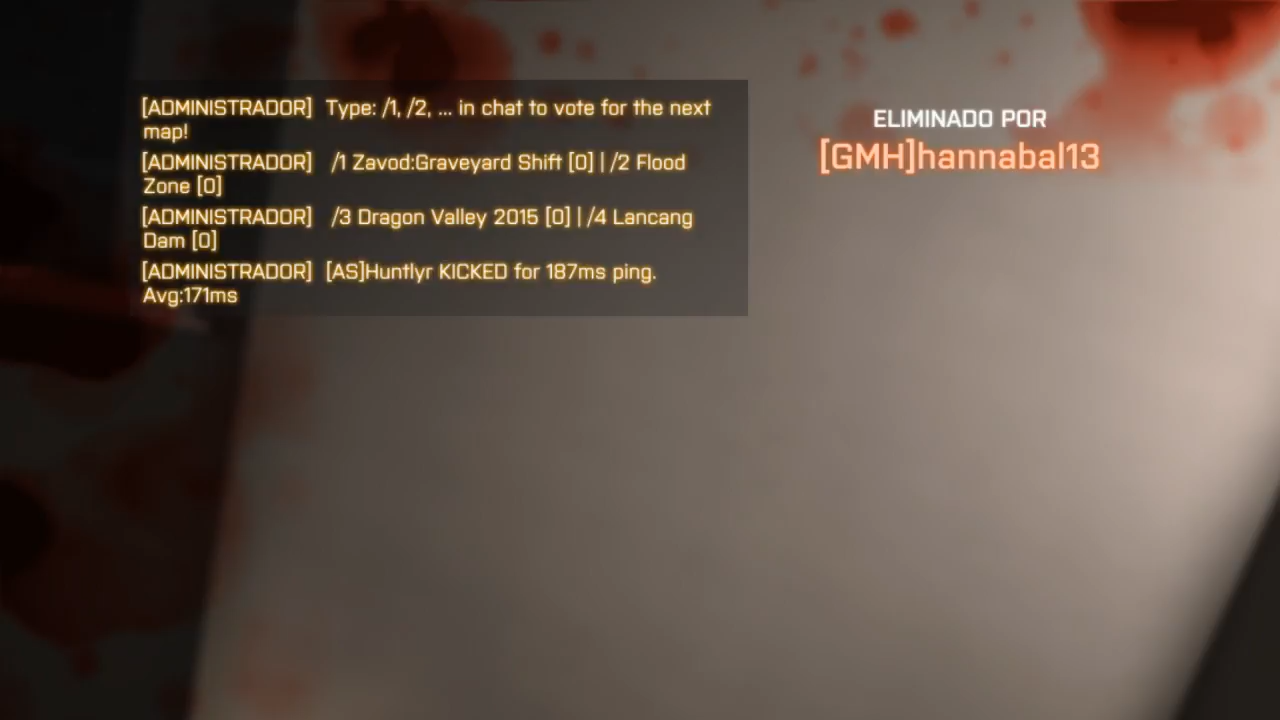 [ADMINISTRADOR] Type: /1, /2, ... in chat to vote for the next
map!
[ADMINISTRADOR] /1 Zavod:Graveyard Shift [0] | /2 Flood
Zone [0]
[ADMINISTRADOR] /3 Dragon Valley 2015 [0] | /4 Lancang
Dam [0]
[ADMINISTRADOR] [AS]Huntlyr KICKED for 187ms ping.
Avg:171ms
ELIMINADO POR
[GMH]hannabal13